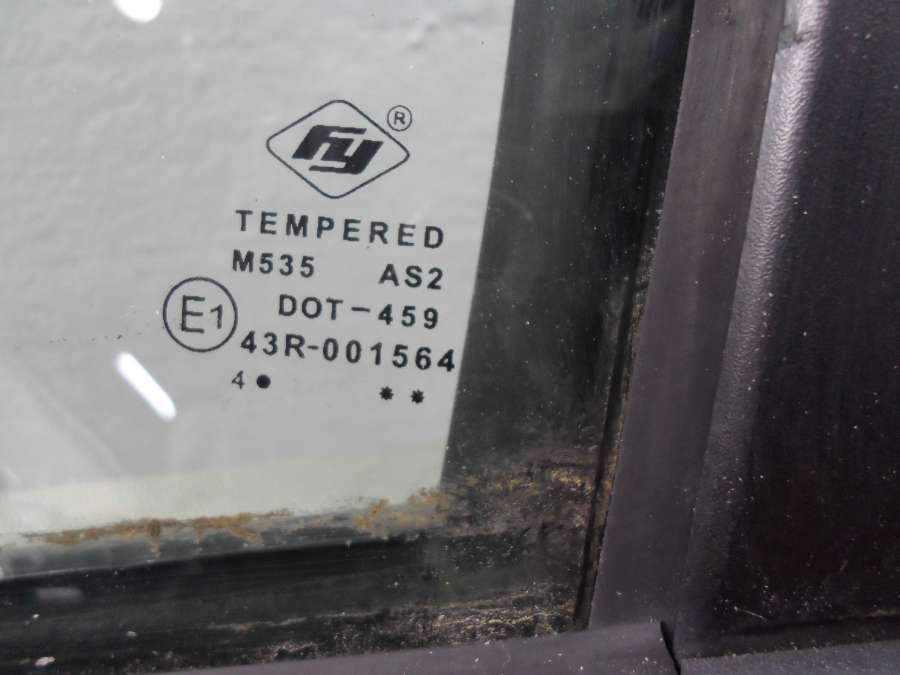 fy ®
TEMPERED
M535 AS2
DOT-459
E1
43R-001564
4 ● * *